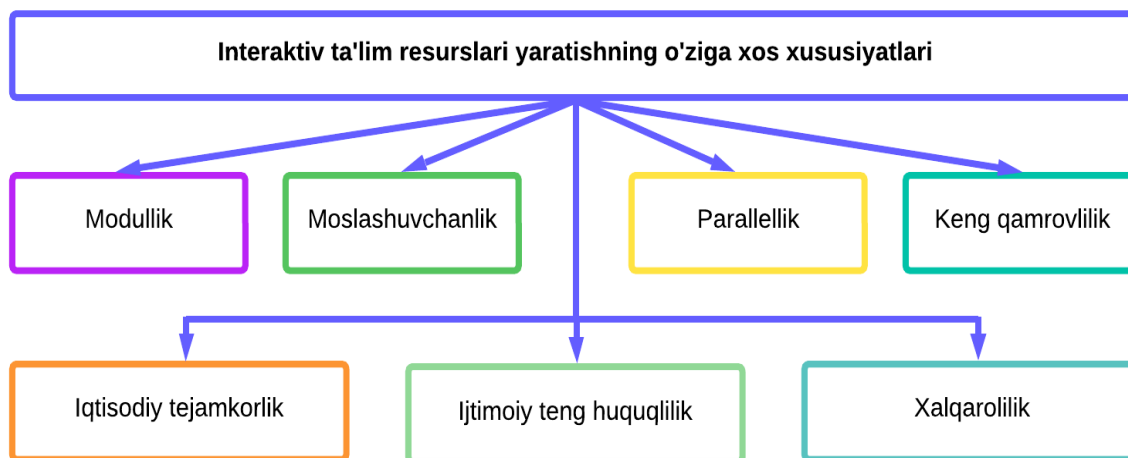 Interaktiv ta'lim resurslari yaratishning o'ziga xos xususiyatlari
Modullik
Moslashuvchanlik
Parallellik
Keng qamrovlilik
Iqtisodiy tejamkorlik
Ijtimoiy teng huquqlilik
Xalqarolilik